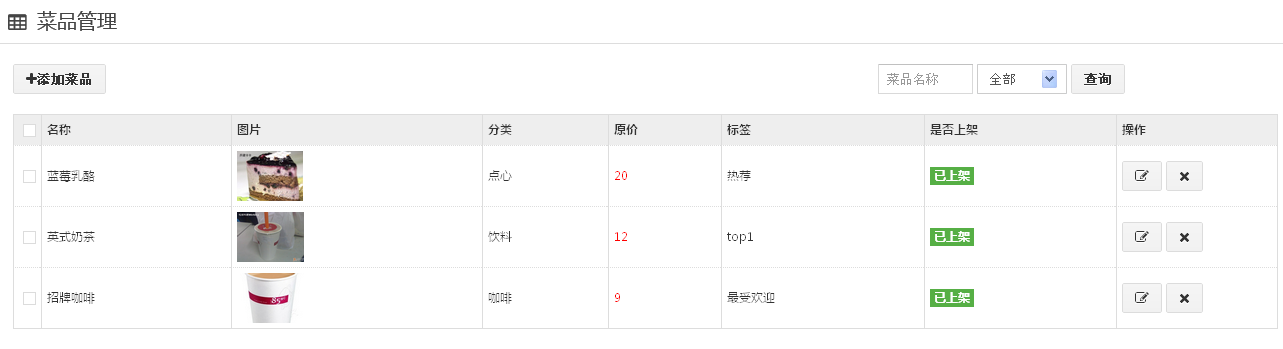 菜品管理
添加菜品
菜品名称 全部 查询
名称 图片 分类 原价 标签 是否上架 操作
蓝莓乳酪 点心 20 热荐 已上架
英式奶茶 饮料 12 top1 已上架
招牌咖啡 咖啡 9 最受欢迎 已上架